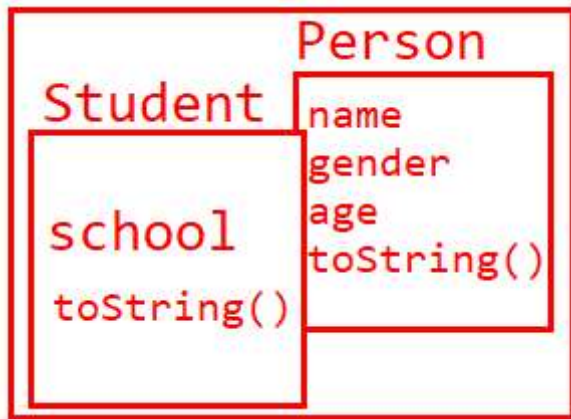 Person
name
gender
age
toString()
Student
school
toString()